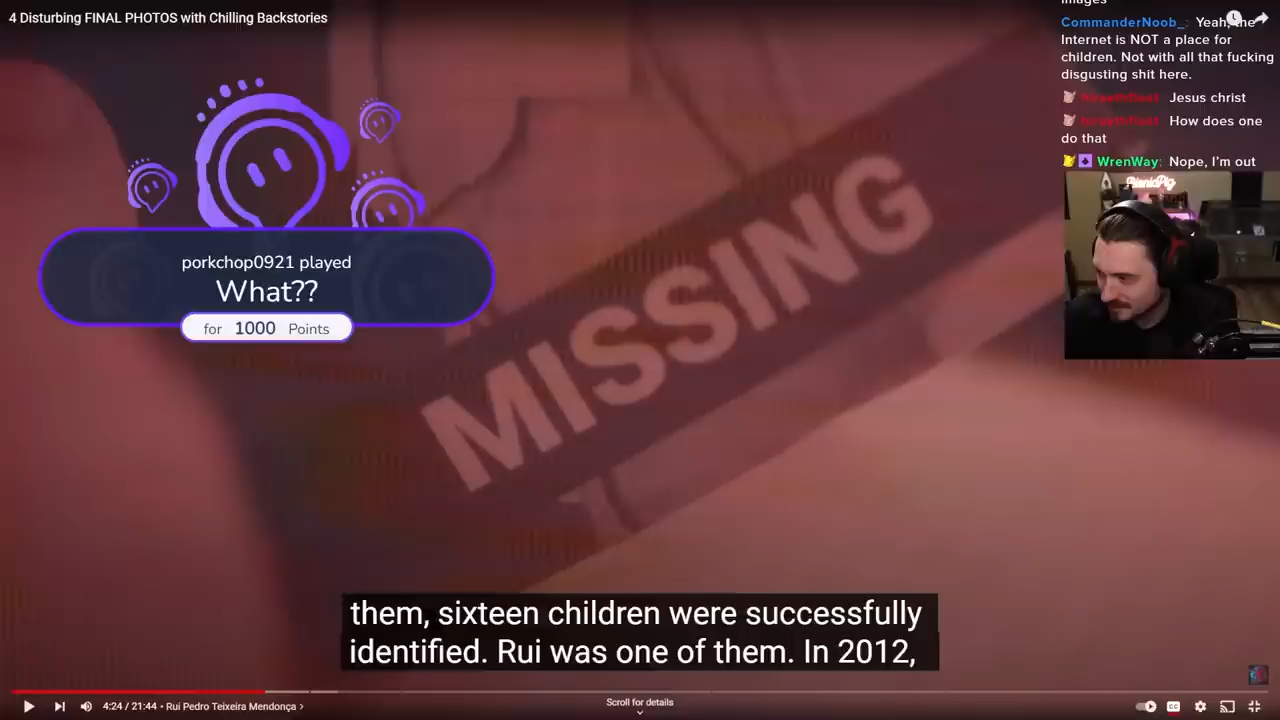 4 Disturbing FINAL PHOTOS with Chilling Backstories
images
CommanderNoob_: Yeah, the
Internet is NOT a place for
children. Not with all that fucking
disgusting shit here.
Jesus christ
How does one
do that
WrenWay: Nope, I'm out
porkchop0921 played
What??
for 1000 Points
MISSING
them, sixteen children were successfully
identified. Rui was one of them. In 2012,
4:24 / 21:44 • Rui Pedro Teixeira Mendonça >
Scroll for details
CC